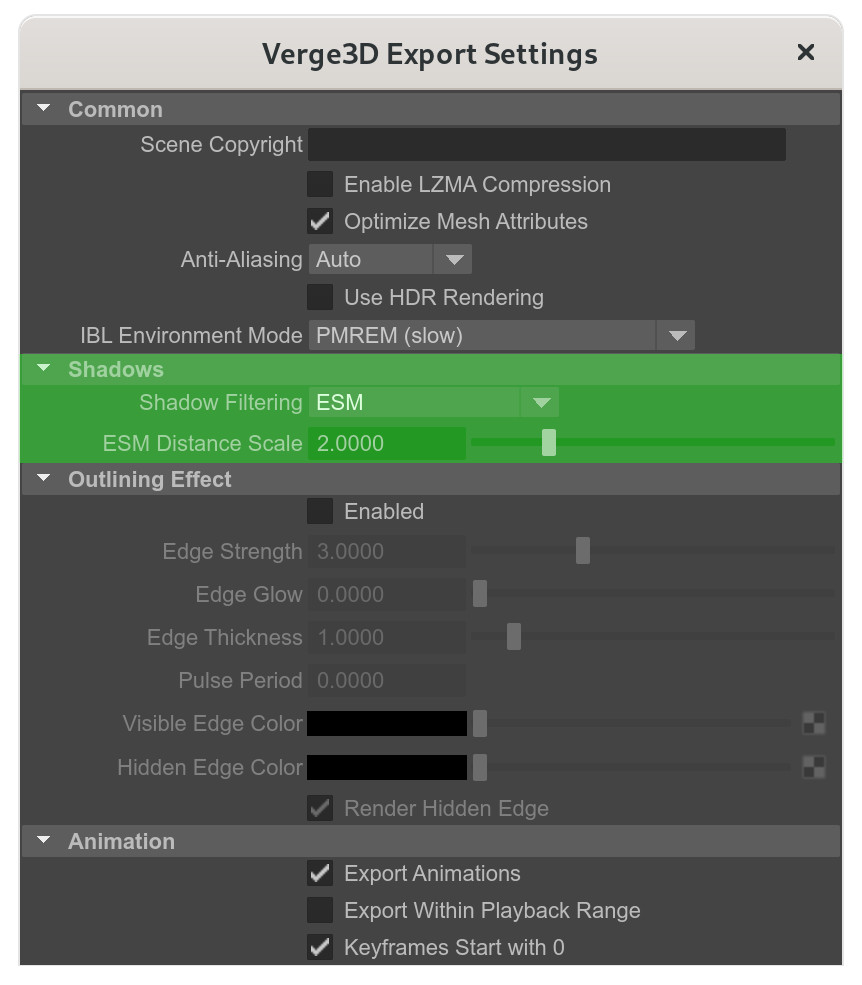 Verge3D Export Settings
Common
Scene Copyright
Enable LZMA Compression
Optimize Mesh Attributes
Anti-Aliasing Auto
Use HDR Rendering
IBL Environment Mode PMREM (slow)
Shadows
Shadow Filtering ESM
ESM Distance Scale 2.0000
Outlining Effect
Enabled
Edge Strength 3.0000
Edge Glow 0.0000
Edge Thickness 1.0000
Pulse Period 0.0000
Visible Edge Color
Hidden Edge Color
Render Hidden Edge
Animation
Export Animations
Export Within Playback Range
Keyframes Start with 0